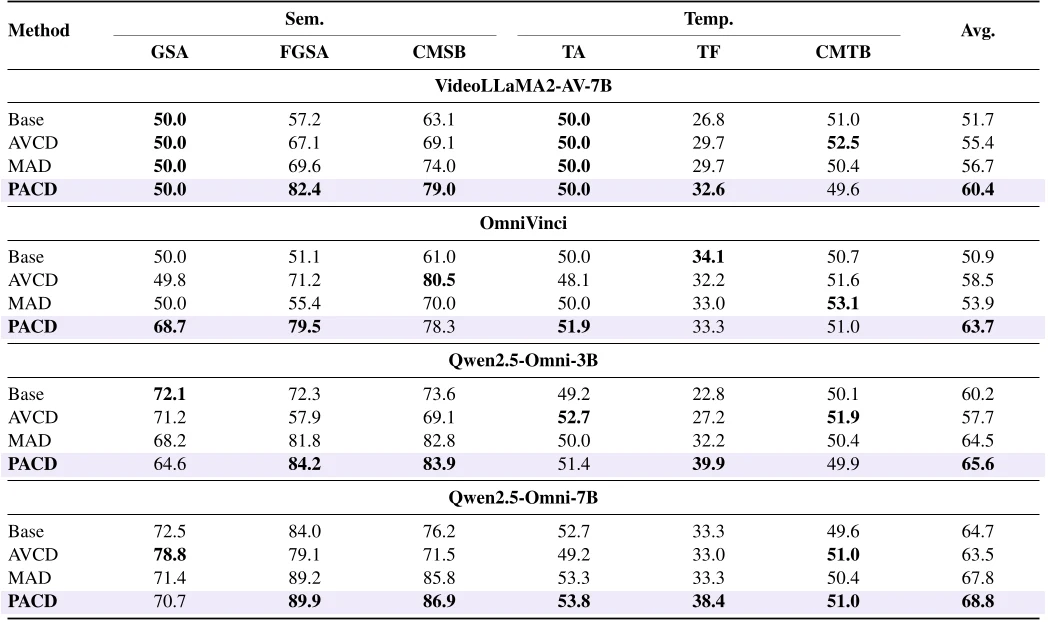 Method Sem. Temp. Avg.
GSA FGSA CMSB TA TF CMTB
VideoLLaMA2-AV-7B
Base 50.0 57.2 63.1 50.0 26.8 51.0 51.7
AVCD 50.0 67.1 69.1 50.0 29.7 52.5 55.4
MAD 50.0 69.6 74.0 50.0 29.7 50.4 56.7
PACD 50.0 82.4 79.0 50.0 32.6 49.6 60.4
OmniVinci
Base 50.0 51.1 61.0 50.0 34.1 50.7 50.9
AVCD 49.8 71.2 80.5 48.1 32.2 51.6 58.5
MAD 50.0 55.4 70.0 50.0 33.0 53.1 53.9
PACD 68.7 79.5 78.3 51.9 33.3 51.0 63.7
Qwen2.5-Omni-3B
Base 72.1 72.3 73.6 49.2 22.8 50.1 60.2
AVCD 71.2 57.9 69.1 52.7 27.2 51.9 57.7
MAD 68.2 81.8 82.8 50.0 32.2 50.4 64.5
PACD 64.6 84.2 83.9 51.4 39.9 49.9 65.6
Qwen2.5-Omni-7B
Base 72.5 84.0 76.2 52.7 33.3 49.6 64.7
AVCD 78.8 79.1 71.5 49.2 33.0 51.0 63.5
MAD 71.4 89.2 85.8 53.3 33.3 50.4 67.8
PACD 70.7 89.9 86.9 53.8 38.4 51.0 68.8